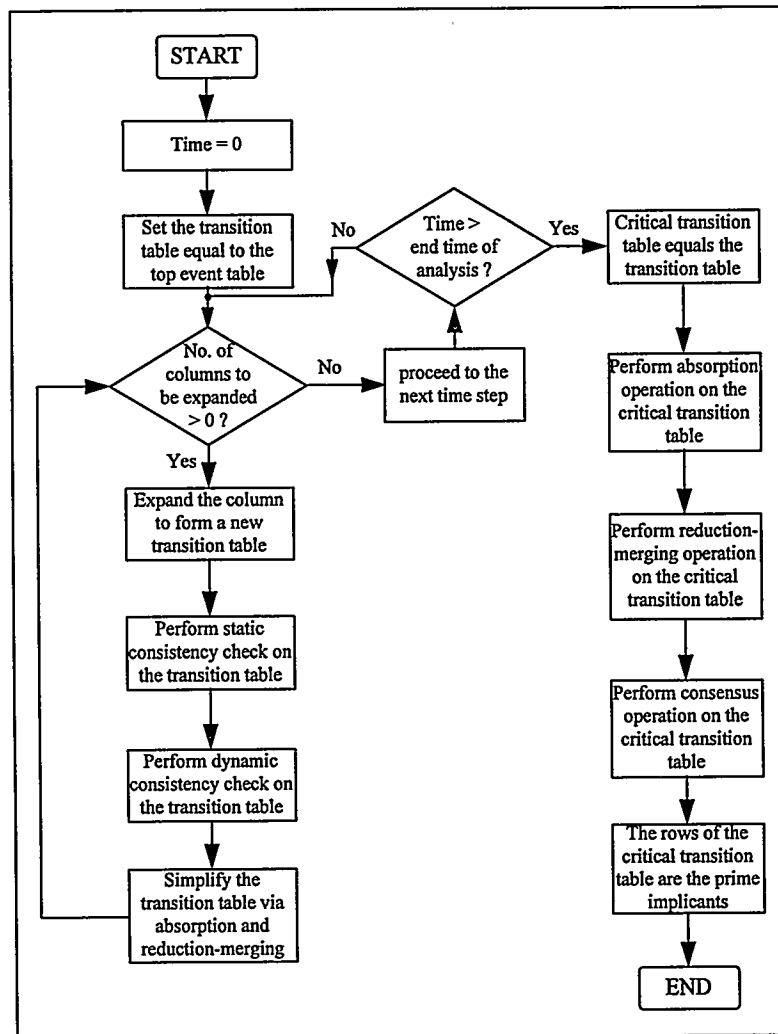 START
Time = 0
Set the transition
table equal to the
top event table
No. of
columns to
be expanded
> 0 ?
No
Yes
Expand the column
to form a new
transition table
Perform static
consistency check on
the transition table
Perform dynamic
consistency check on
the transition table
Simplify the
transition table via
absorption and
reduction-merging
proceed to the
next time step
Time >
end time of
analysis ?
No
Yes
Critical transition
table equals the
transition table
Perform absorption
operation on the
critical transition
table
Perform reduction-
merging operation
on the critical
transition table
Perform consensus
operation on the
critical transition
table
The rows of the
critical transition
table are the prime
implicants
END